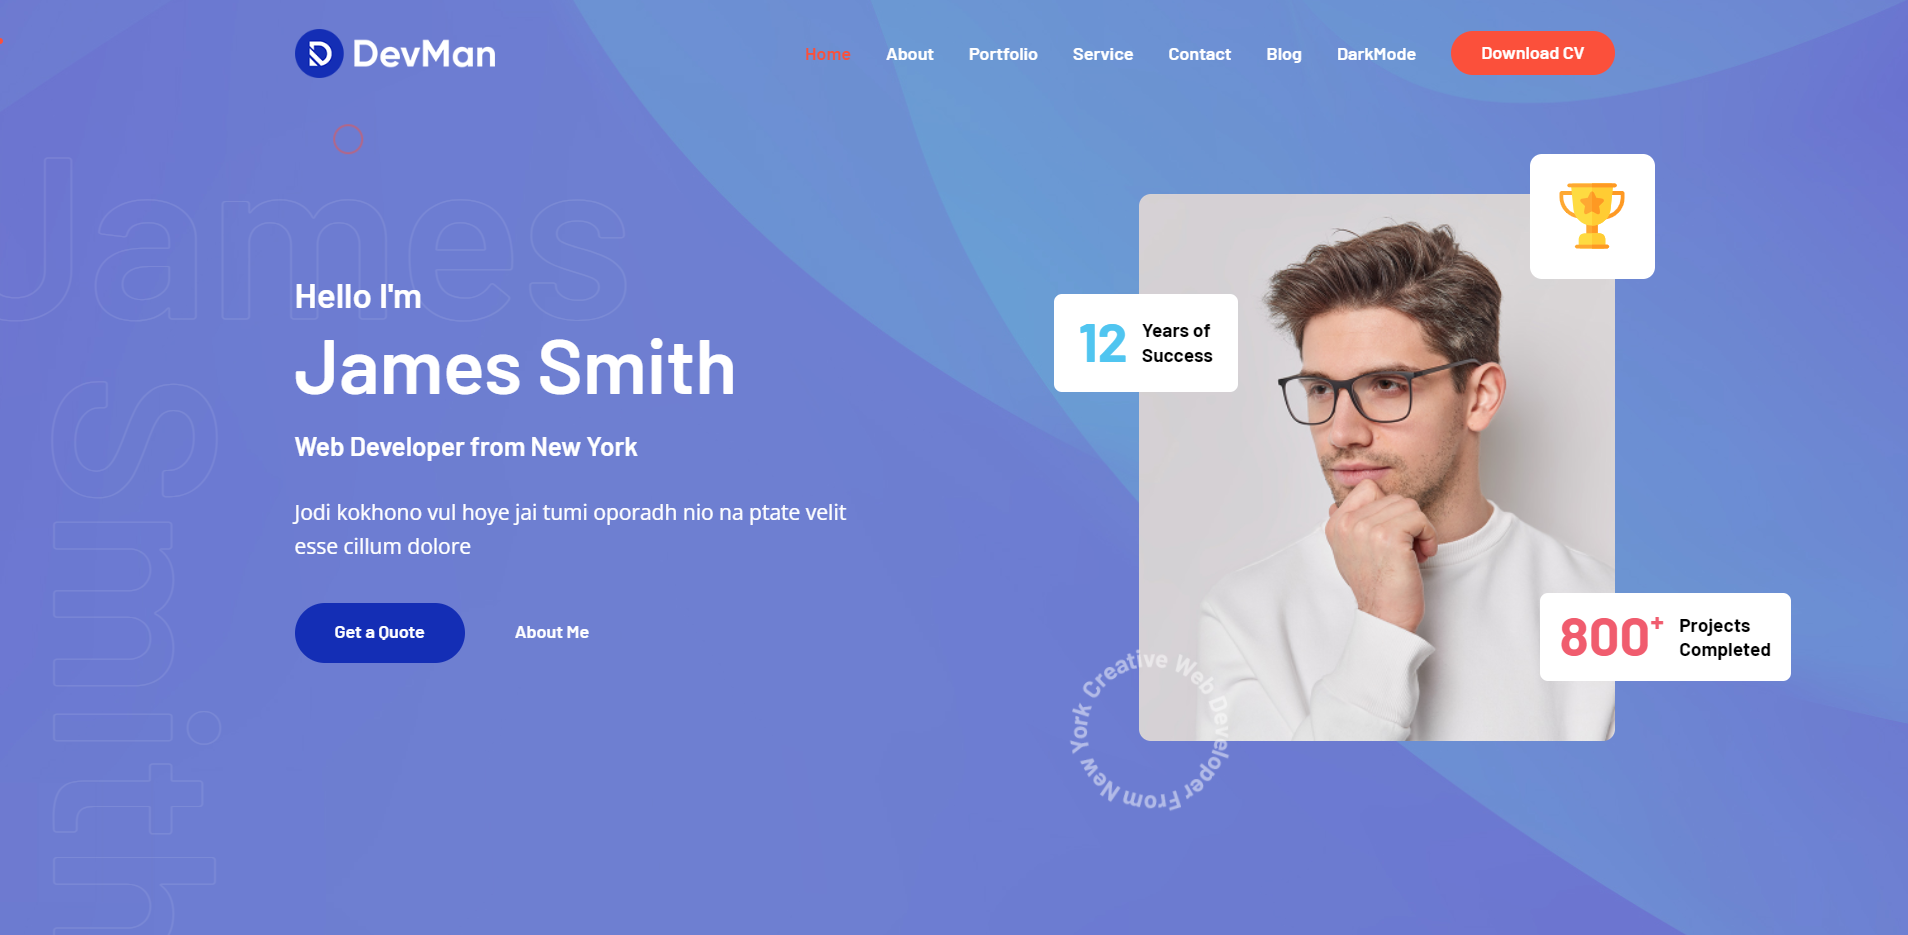 DevMan
Home
About
Portfolio
Service
Contact
Blog
DarkMode
Download CV
James
Smith
Hello I'm
James Smith
Web Developer from New York
Jodi kokhono vul hoye jai tumi oporadh nio na ptate velit
esse cillum dolore
Get a Quote
About Me
12
Years of
Success
800+
Projects
Completed
Creative Web Developer From New York